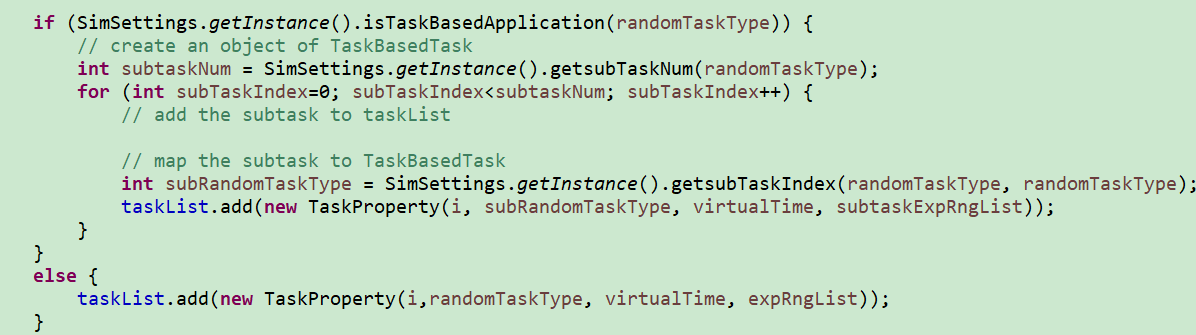 if (SimSettings.getInstance().isTaskBasedApplication(randomTaskType)) {
// create an object of TaskBasedTask
int subtaskNum = SimSettings.getInstance().getsubTaskNum(randomTaskType);
for (int subTaskIndex=0; subTaskIndex<subtaskNum; subTaskIndex++) {
// add the subtask to taskList
// map the subtask to TaskBasedTask
int subRandomTaskType = SimSettings.getInstance().getsubTaskIndex(randomTaskType, randomTaskType);
taskList.add(new TaskProperty(i, subRandomTaskType, virtualTime, subtaskExpRngList));
}
}
else {
taskList.add(new TaskProperty(i,randomTaskType, virtualTime, expRngList));
}